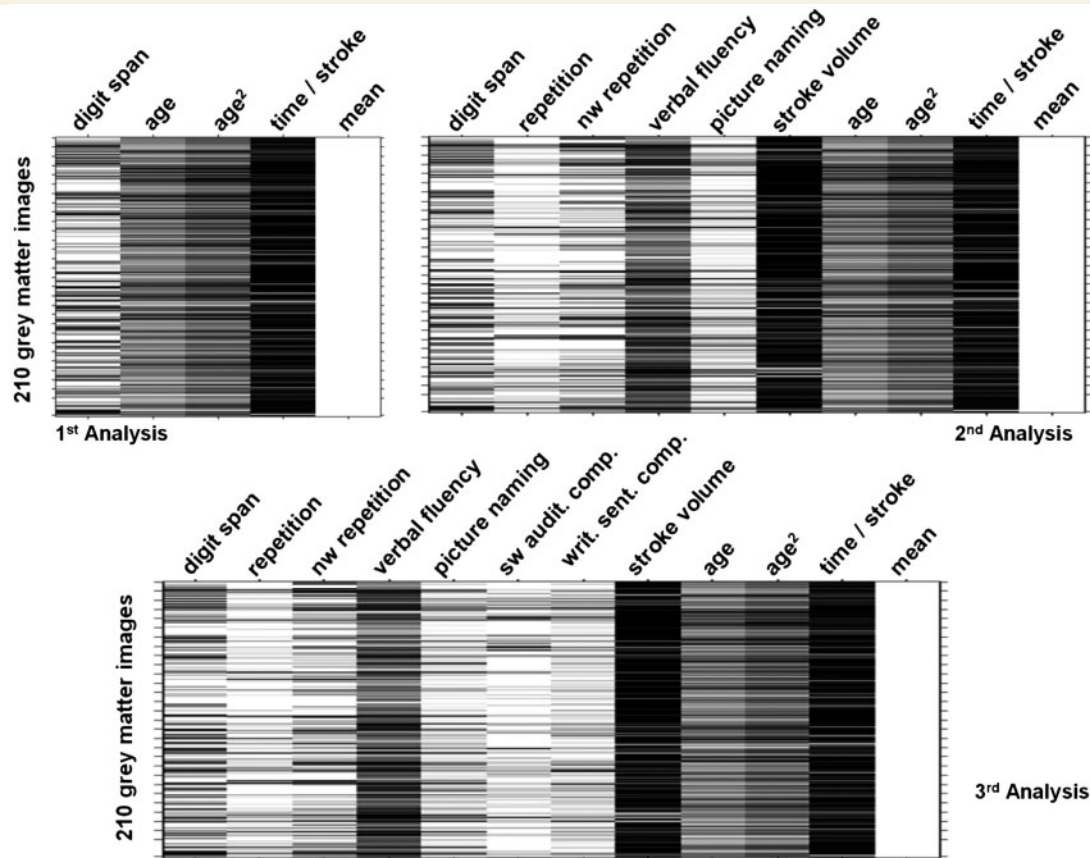 digit span
age
age²
time / stroke
mean
210 grey matter images
1st Analysis
digit span
repetition
nw repetition
verbal fluency
picture naming
stroke volume
age
age²
time / stroke
mean
2nd Analysis
digit span
repetition
nw repetition
verbal fluency
picture naming
sw audit. comp.
writ. sent. comp.
stroke volume
age
age²
time / stroke
mean
210 grey matter images
3rd Analysis